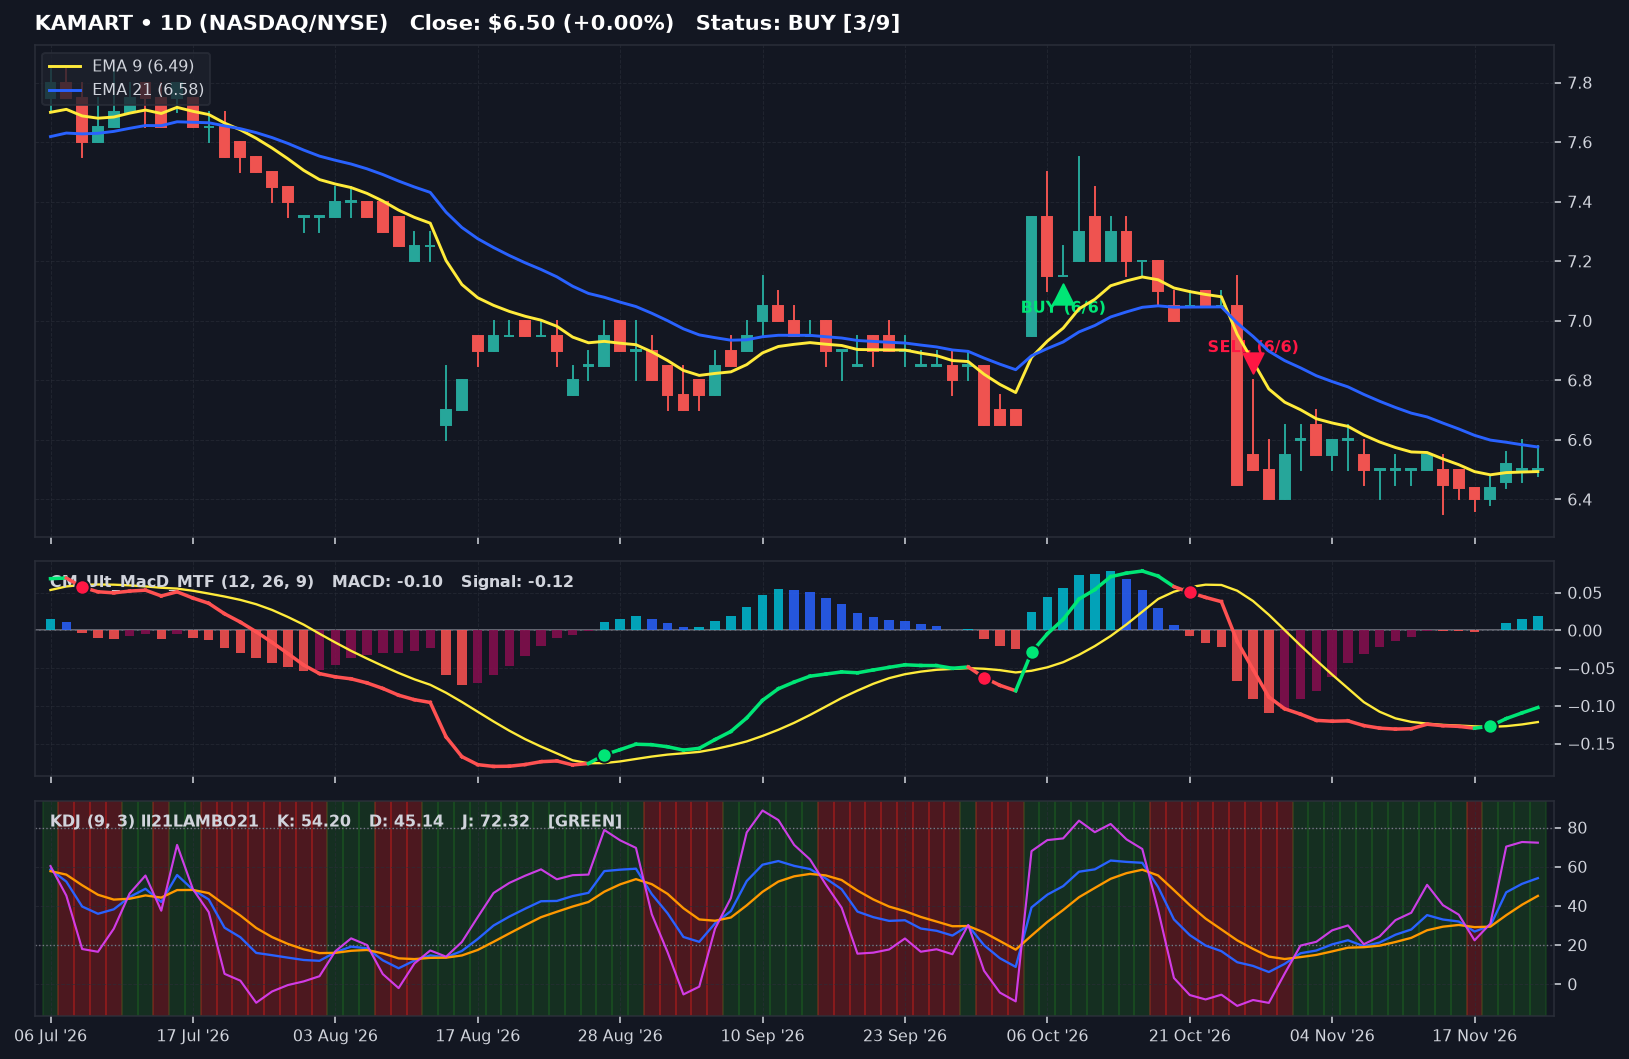 KAMART • 1D (NASDAQ/NYSE)   Close: $6.50 (+0.00%)   Status: BUY [3/9]
EMA 9 (6.49)
EMA 21 (6.58)
7.8
7.6
7.4
7.2
7.0
6.8
6.6
6.4
BUY (6/6)
SELL (6/6)
CM_Ult_MacD_MTF (12, 26, 9)   MACD: -0.10   Signal: -0.12
0.05
0.00
−0.05
−0.10
−0.15
KDJ (9, 3) II21LAMBO21   K: 54.20   D: 45.14   J: 72.32   [GREEN]
80
60
40
20
0
06 Jul '26   17 Jul '26   03 Aug '26   17 Aug '26   28 Aug '26   10 Sep '26   23 Sep '26   06 Oct '26   21 Oct '26   04 Nov '26   17 Nov '26